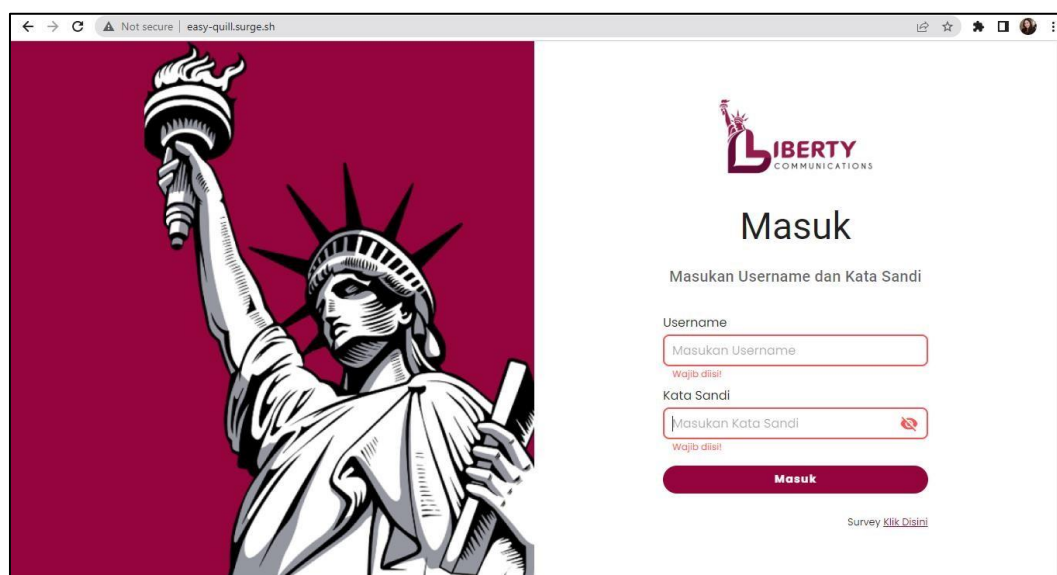 Not secure easy-quill.surge.sh
LIBERTY
COMMUNICATIONS
Masuk
Masukan Username dan Kata Sandi
Username
Masukan Username
Wajib diisi!
Kata Sandi
Masukan Kata Sandi
Wajib diisi!
Masuk
Survey Klik Disini